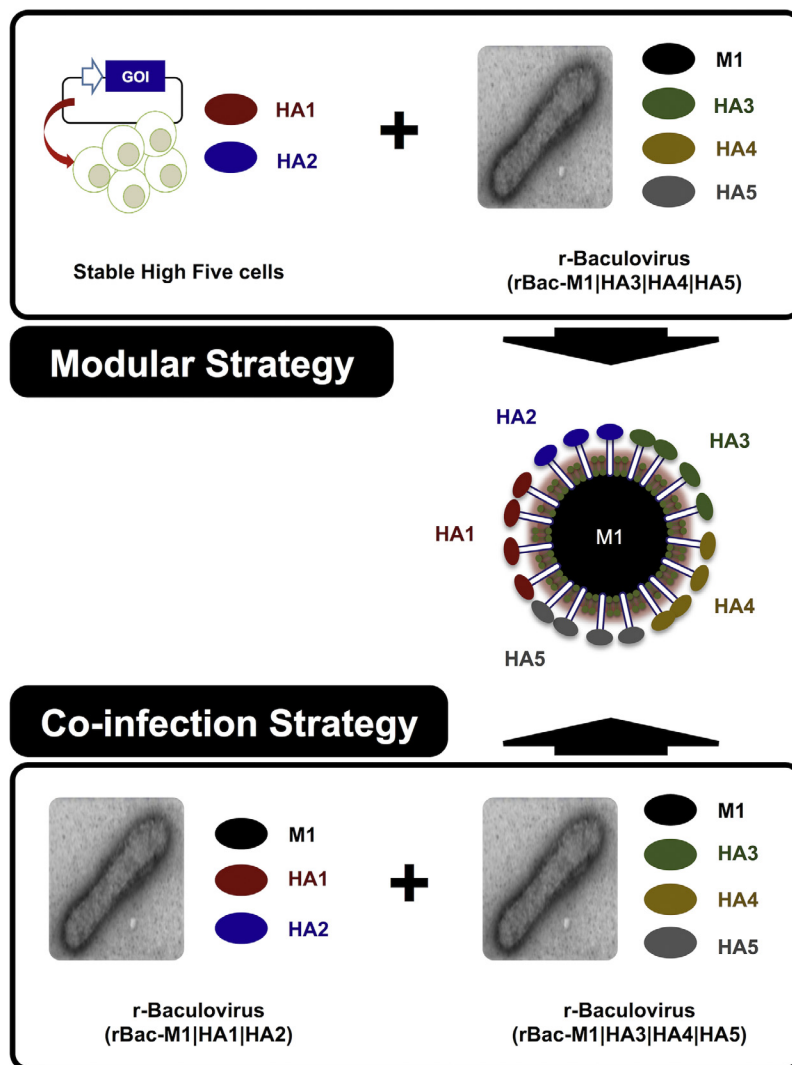 GOI
HA1
HA2
Stable High Five cells
+
M1
HA3
HA4
HA5
r-Baculovirus
(rBac-M1|HA3|HA4|HA5)
Modular Strategy
HA2
HA3
HA1
M1
HA4
HA5
Co-infection Strategy
M1
HA1
HA2
r-Baculovirus
(rBac-M1|HA1|HA2)
+
M1
HA3
HA4
HA5
r-Baculovirus
(rBac-M1|HA3|HA4|HA5)